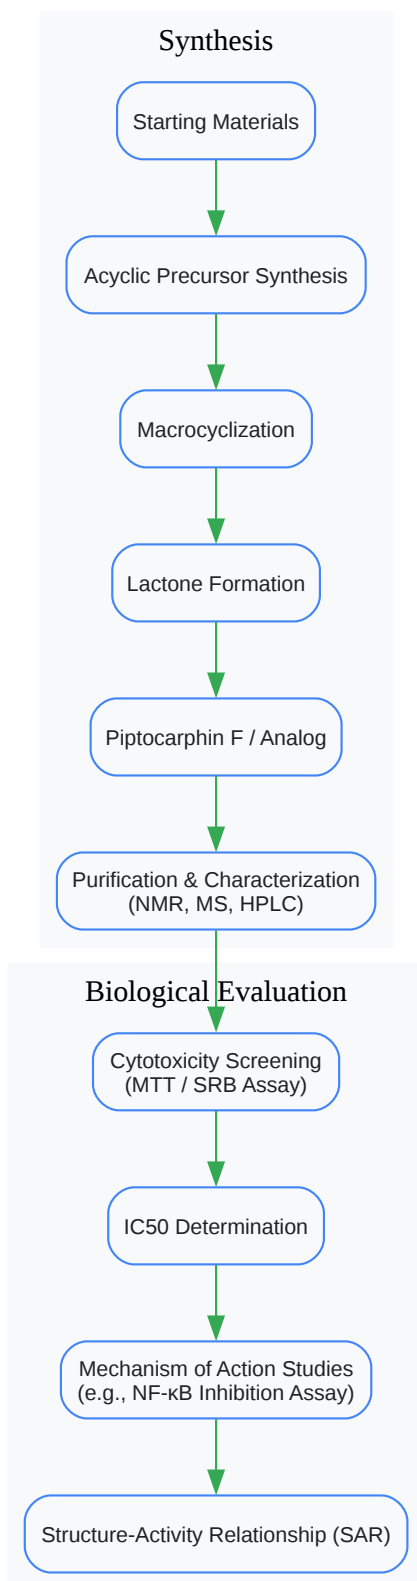 Synthesis
Starting Materials
Acyclic Precursor Synthesis
Macrocyclization
Lactone Formation
Piptocarphin F / Analog
Purification & Characterization
(NMR, MS, HPLC)
Biological Evaluation
Cytotoxicity Screening
(MTT / SRB Assay)
IC50 Determination
Mechanism of Action Studies
(e.g., NF-κB Inhibition Assay)
Structure-Activity Relationship (SAR)